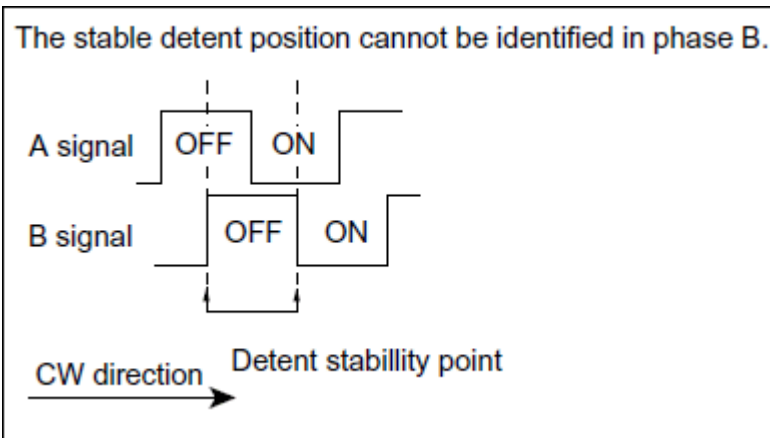 The stable detent position cannot be identified in phase B.
A signal OFF ON
B signal OFF ON
Detent stabillity point
CW direction